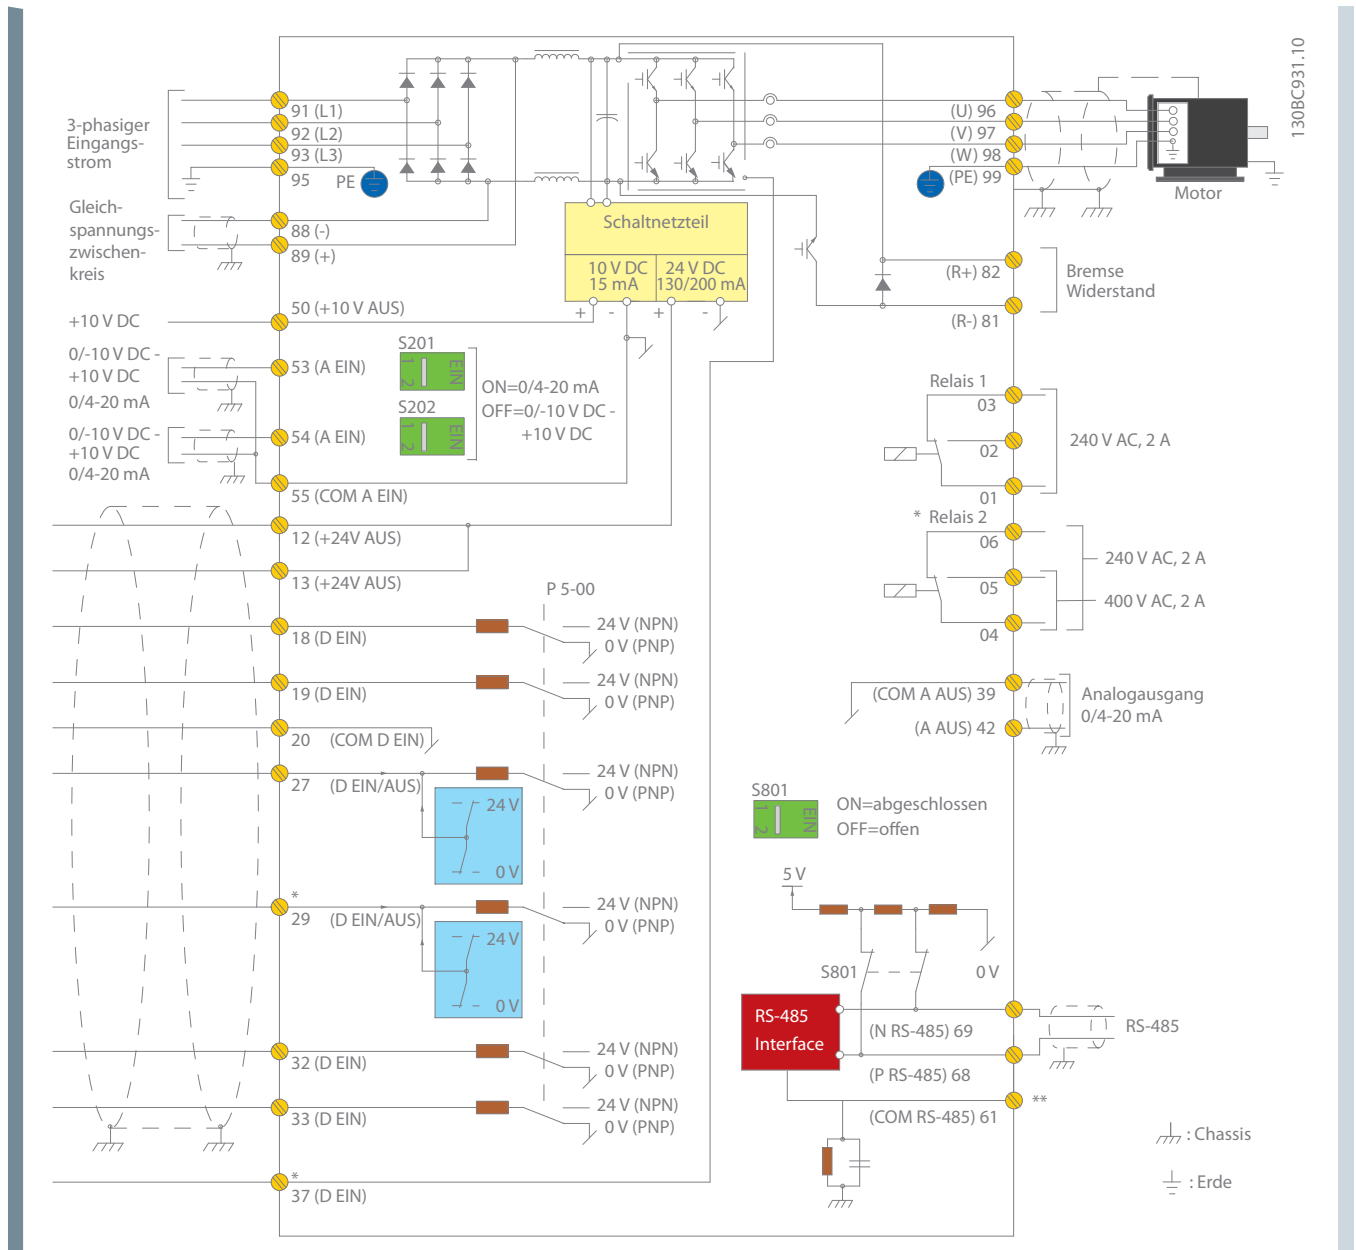 130BC931.10
3-phasiger
Eingangs-
strom
91 (L1)
92 (L2)
93 (L3)
95
PE
Gleich-
spannungs-
zwischen-
kreis
88 (-)
89 (+)
+10 V DC
50 (+10 V AUS)
0/-10 V DC -
+10 V DC
0/4-20 mA
53 (A EIN)
0/-10 V DC -
+10 V DC
0/4-20 mA
54 (A EIN)
55 (COM A EIN)
12 (+24V AUS)
13 (+24V AUS)
18 (D EIN)
19 (D EIN)
20 (COM D EIN)
27 (D EIN/AUS)
*
29 (D EIN/AUS)
32 (D EIN)
33 (D EIN)
*
37 (D EIN)
S201
1 2 EIN
S202
1 2 EIN
ON=0/4-20 mA
OFF=0/-10 V DC -
+10 V DC
Schaltnetzteil
10 V DC
15 mA
24 V DC
130/200 mA
+ - + -
P 5-00
24 V (NPN)
0 V (PNP)
24 V (NPN)
0 V (PNP)
24 V (NPN)
0 V (PNP)
24 V
0 V
24 V (NPN)
0 V (PNP)
24 V
0 V
24 V (NPN)
0 V (PNP)
24 V (NPN)
0 V (PNP)
(U) 96
(V) 97
(W) 98
(PE) 99
Motor
(R+) 82
(R-) 81
Bremse
Widerstand
Relais 1
03
02
01
240 V AC, 2 A
* Relais 2
06
05
04
240 V AC, 2 A
400 V AC, 2 A
(COM A AUS) 39
(A AUS) 42
Analogausgang
0/4-20 mA
S801
1 2 EIN
ON=abgeschlossen
OFF=offen
5 V
S801
0 V
RS-485
Interface
(N RS-485) 69
(P RS-485) 68
(COM RS-485) 61
**
RS-485
: Chassis
: Erde